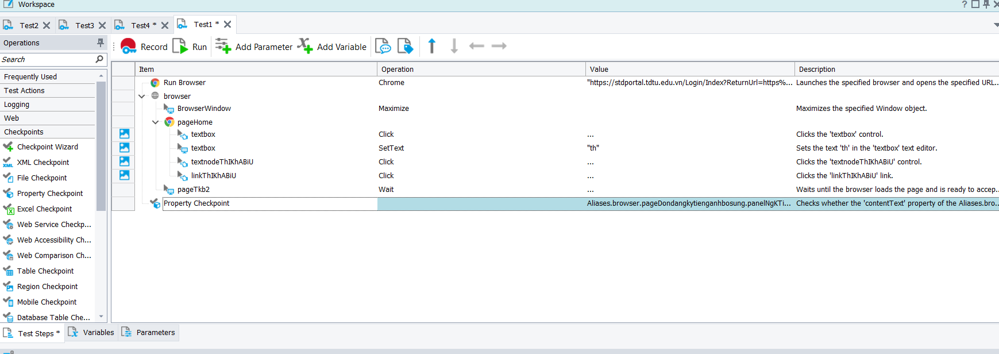 Workspace
Test2
Test3
Test4 *
Test1 *
Operations
Search
Frequently Used
Test Actions
Logging
Web
Checkpoints
Checkpoint Wizard
XML Checkpoint
File Checkpoint
Property Checkpoint
Excel Checkpoint
Web Service Checkp...
Web Accessibility Ch...
Web Comparison Ch...
Table Checkpoint
Region Checkpoint
Mobile Checkpoint
Database Table Che...
Record Run Add Parameter Add Variable
Item Operation Value Description
Run Browser Chrome "https://stdportal.tdtu.edu.vn/Login/Index?ReturnUrl=https%... Launches the specified browser and opens the specified URL...
browser
BrowserWindow Maximize Maximizes the specified Window object.
pageHome
textbox Click ... Clicks the 'textbox' control.
textbox SetText "th" Sets the text 'th' in the 'textbox' text editor.
textnodeThIKhABiU Click ... Clicks the 'textnodeThIKhABiU' control.
linkThIKhABiU Click ... Clicks the 'linkThIKhABiU' link.
pageTkb2 Wait ... Waits until the browser loads the page and is ready to accep...
Property Checkpoint Aliases.browser.pageDondangkytienganhbosung.panelNgKTi... Checks whether the 'contentText' property of the Aliases.bro...
Test Steps *
Variables
Parameters